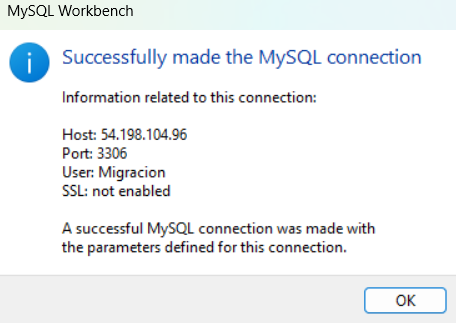 MySQL Workbench
Successfully made the MySQL connection
Information related to this connection:
Host: 54.198.104.96
Port: 3306
User: Migracion
SSL: not enabled
A successful MySQL connection was made with
the parameters defined for this connection.
OK